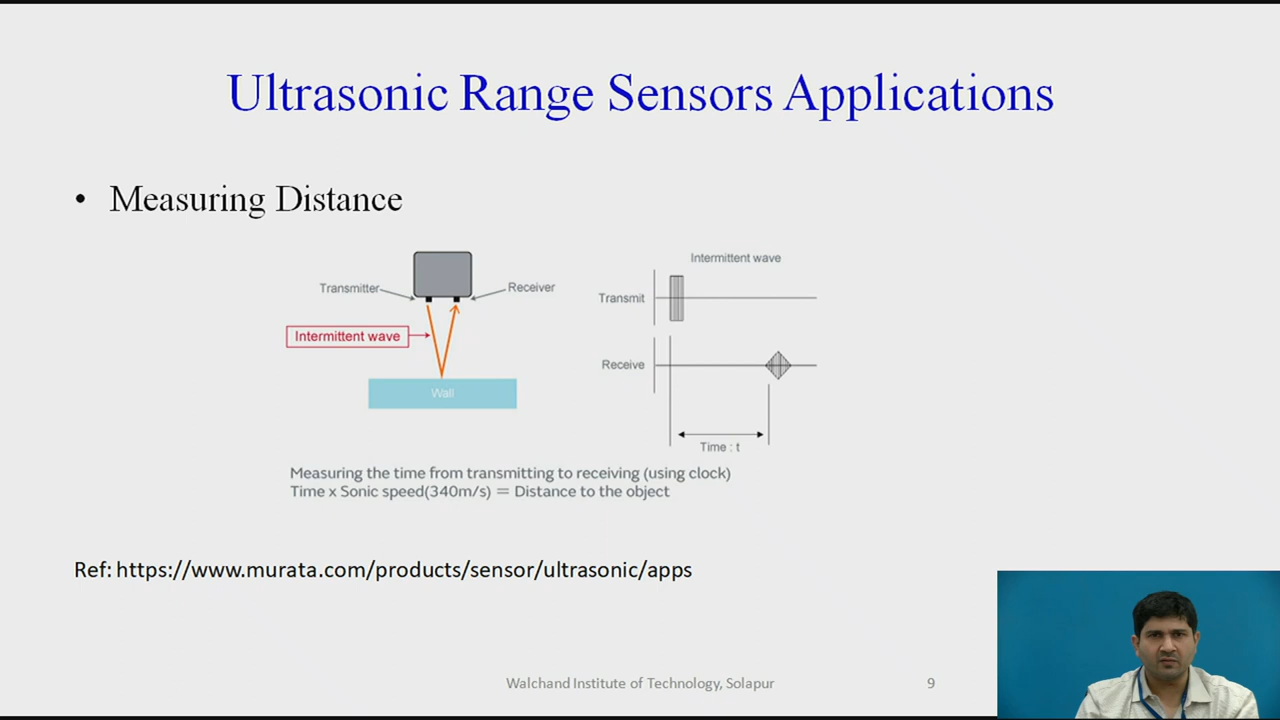 Ultrasonic Range Sensors Applications
• Measuring Distance
Transmitter
Receiver
Intermittent wave
Wall
Intermittent wave
Transmit
Receive
Time : t
Measuring the time from transmitting to receiving (using clock)
Time x Sonic speed(340m/s) = Distance to the object
Ref: https://www.murata.com/products/sensor/ultrasonic/apps
Walchand Institute of Technology, Solapur
9